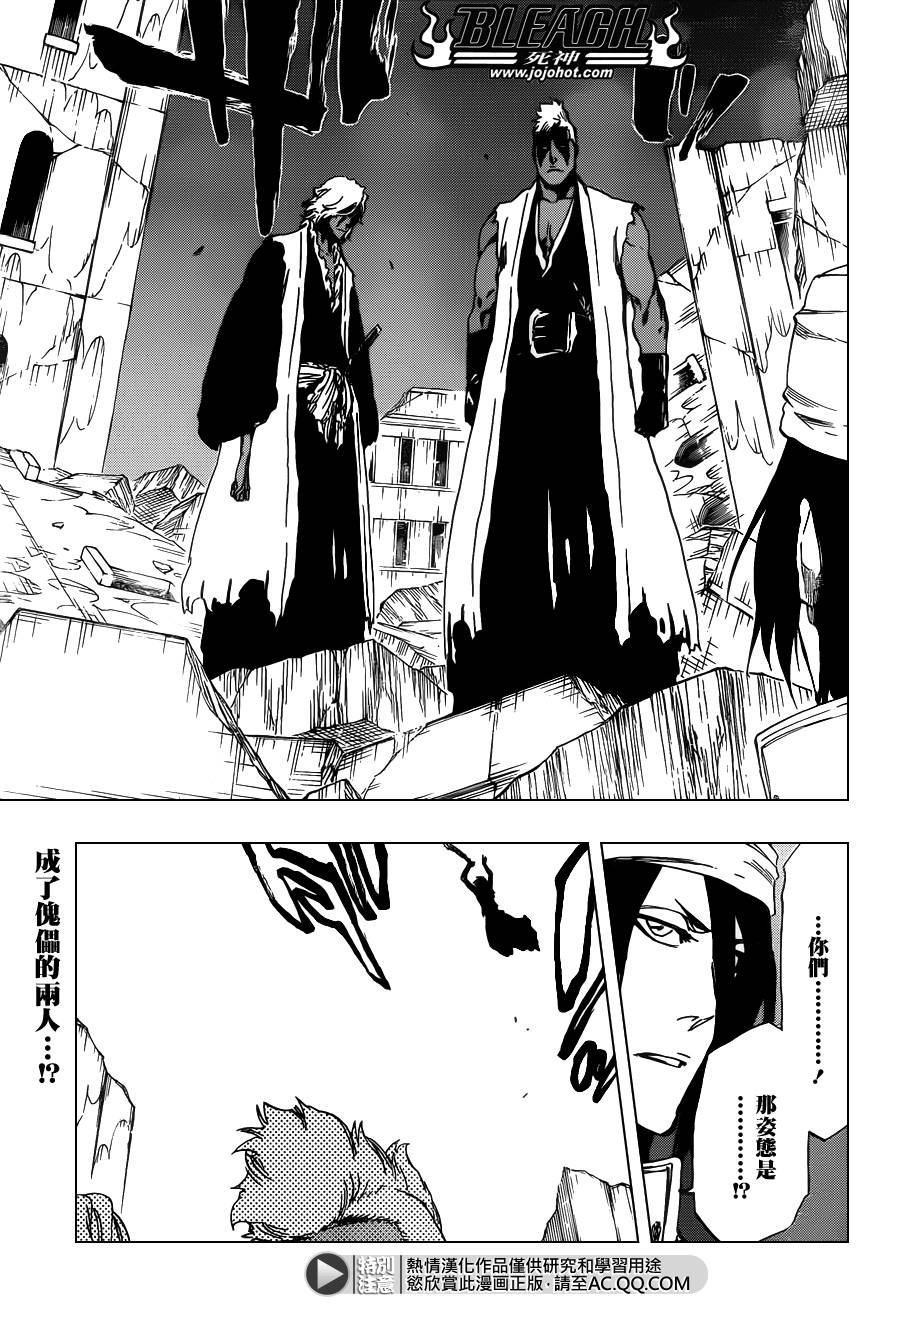 BLEACH
死神
www.jojohot.com
…你們…………！
那姿態是
…………!?
成了傀儡的兩人…!?
特別
注意
熱情漢化作品僅供研究和學習用途
慾欣賞此漫画正版·請至AC.QQ.COM